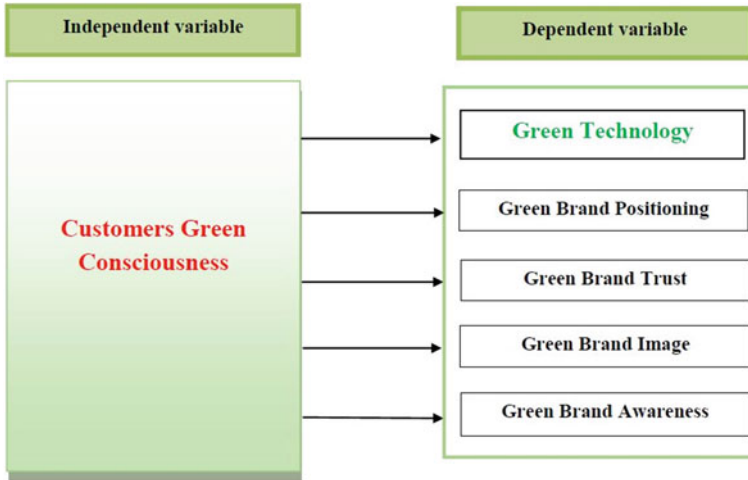 Independent variable
Dependent variable
Customers Green
Consciousness
Green Technology
Green Brand Positioning
Green Brand Trust
Green Brand Image
Green Brand Awareness